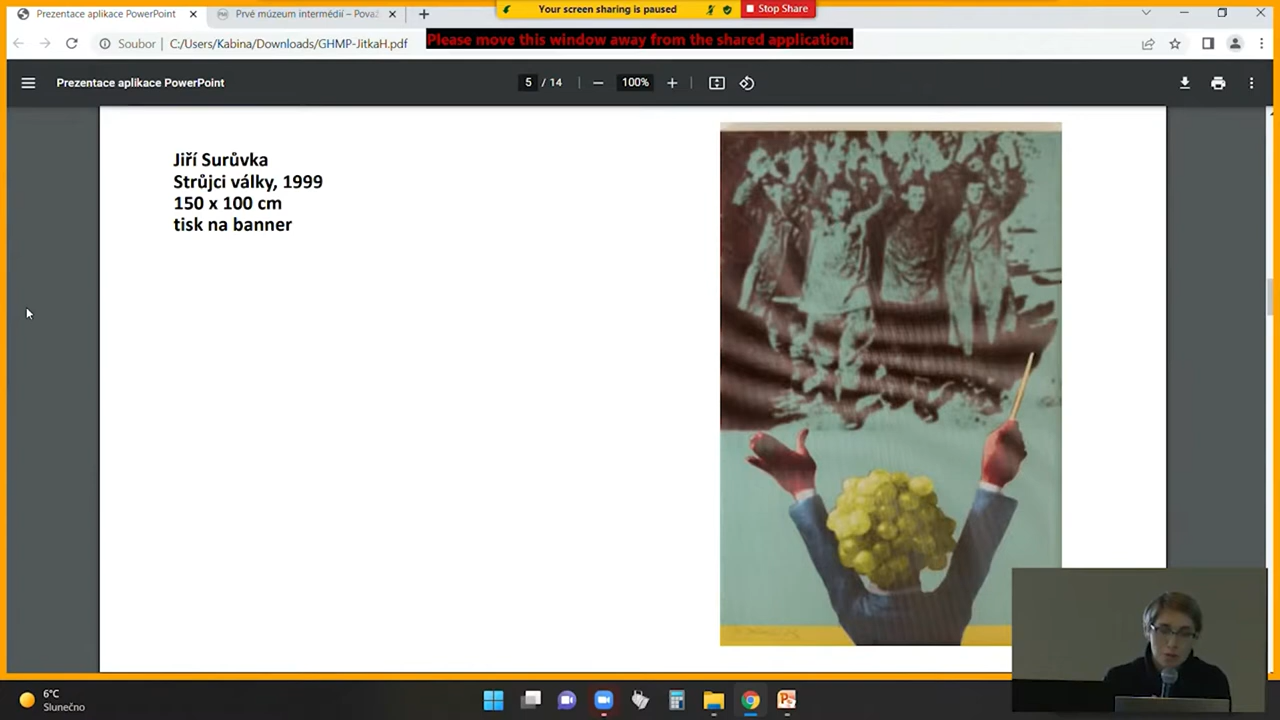 Prezentace aplikace PowerPoint
Prvé múzeum intermédií – Pova
Your screen sharing is paused
Stop Share
Please move this window away from the shared application.
Soubor
C:/Users/Kabina/Downloads/GHMP-JitkaH.pdf
Prezentace aplikace PowerPoint
5 / 14
100%
Jiří Surůvka
Strůjci války, 1999
150 x 100 cm
tisk na banner
6°C
Slunečno